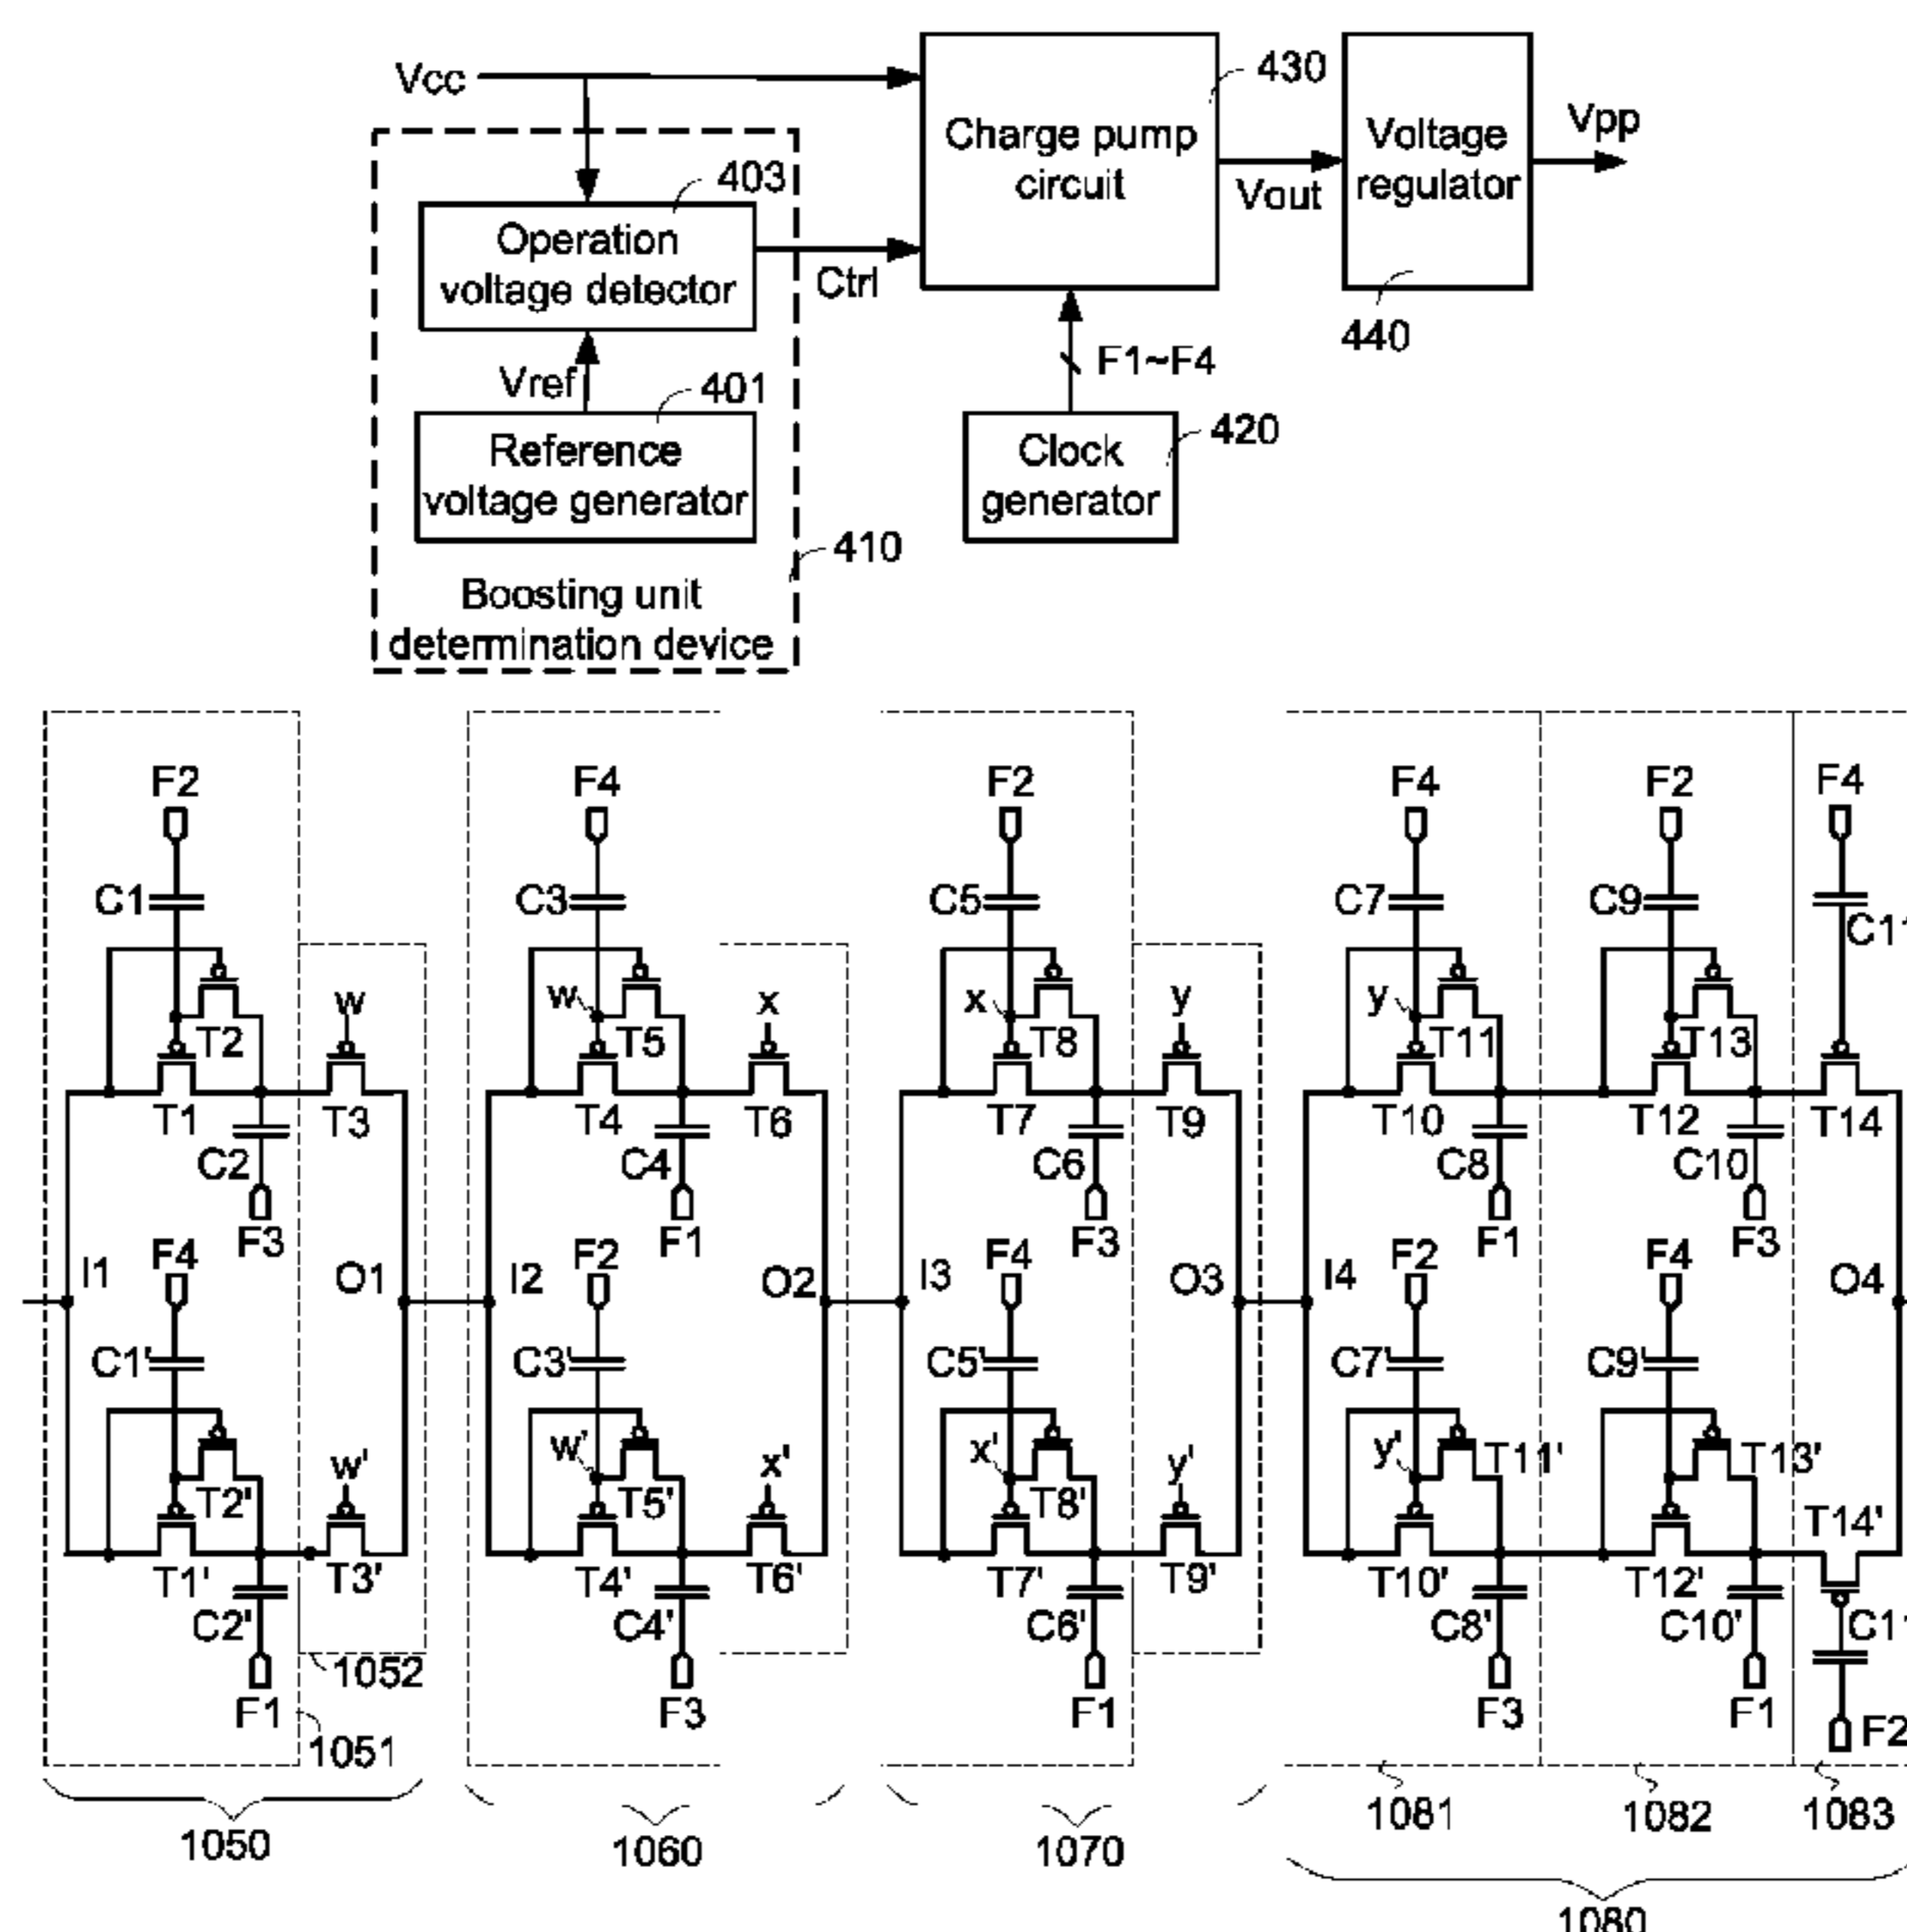 Vcc
430
Charge pump
circuit
Voltage
regulator
Vpp
403
Vout
Operation
voltage detector
Ctrl
440
F1~F4
Vref
401
Reference
voltage generator
Clock
generator
420
410
Boosting unit
determination device
F2
F4
F2
F4
F2
F4
C1
C3
C5
C7
C9
w
w
x
x
y
y
T2
T5
T8
T11
T13
T1
T3
T4
T6
T7
T9
T10
T12
T14
C2
C4
C6
C8
C10
F3
F1
F3
F1
F3
F4
F2
F4
F2
F4
I1
O1
I2
O2
I3
O3
I4
O4
C1'
C3'
C5'
C7'
C9'
w'
w'
x'
x'
y'
y'
T2'
T5'
T8'
T11'
T13'
T1'
T3'
T4'
T6'
T7'
T9'
T10'
T12'
T14'
C2'
C4'
C6'
C8'
C10'
1052
F1
F3
F1
F3
F1
F2
1051
1050
1060
1070
1081
1082
1083
1080